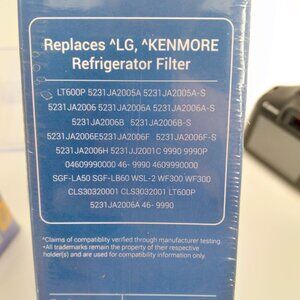 Replaces ^LG, ^KENMORE
Refrigerator Filter
LT600P 5231JA2005A 5231JA2005A-S
5231JA2006 5231JA2006A 5231JA2006A-S
5231JA2006B 5231JA2006B-S
5231JA2006E5231JA2006F 5231JA2006F-S
5231JA2006H 5231JJ2001C 9990 9990P
04609990000 46- 9990 4609990000
SGF-LA50 SGF-LB60 WSL-2 WF300 WF300
CLS30320001 CLS3032001 LT600P
5231JA2006A 46- 9990
^Claims of compatiblity verified through manufacturer testing.
^All trademarks remain the property of their respective
holder(s) and are used for compatibility information only.